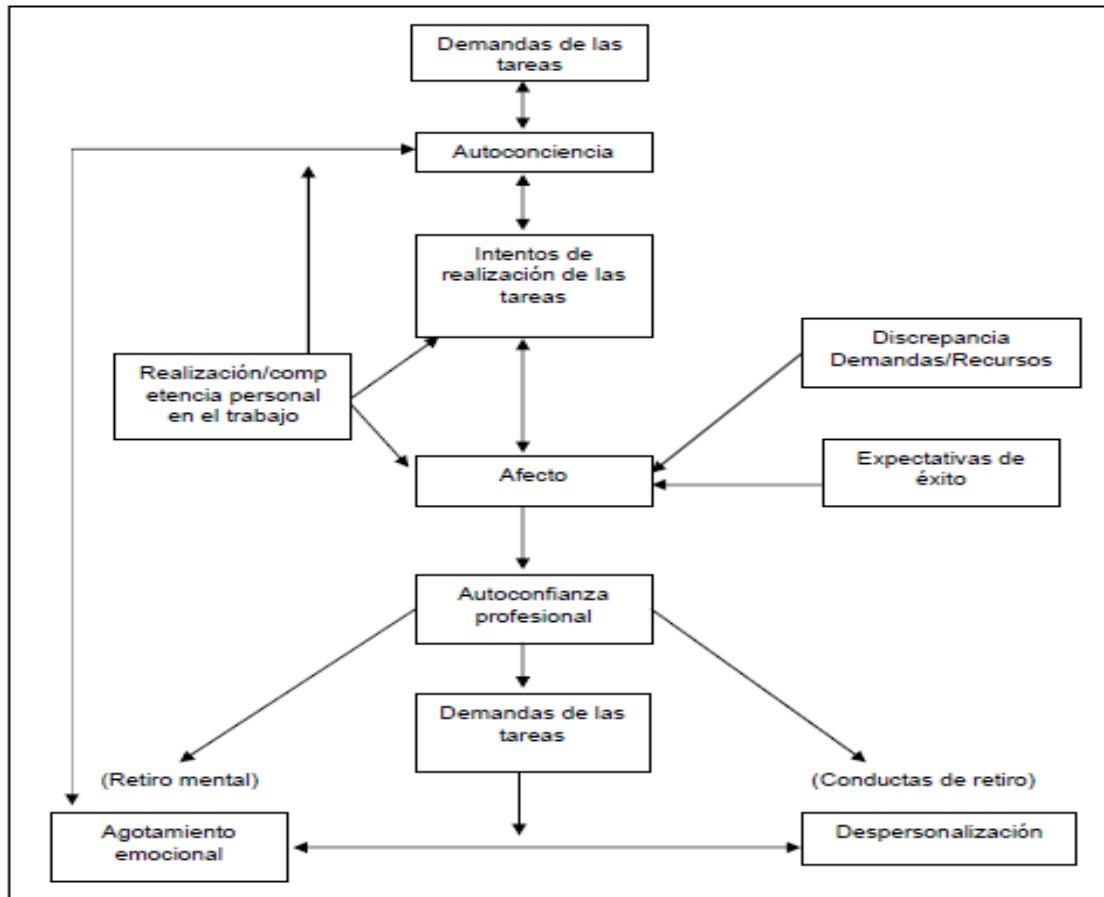 Demandas de las
tareas
Autoconciencia
Intentos de
realización de las
tareas
Discrepancia
Demandas/Recursos
Realización/comp
etencia personal
en el trabajo
Afecto
Expectativas de
éxito
Autoconfianza
profesional
Demandas de las
tareas
(Retiro mental)
(Conductas de retiro)
Agotamiento
emocional
Despersonalización